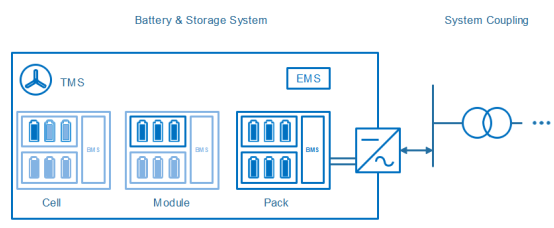 Battery & Storage System
System Coupling
TMS
EMS
BMS
BMS
BMS
Cell
Module
Pack